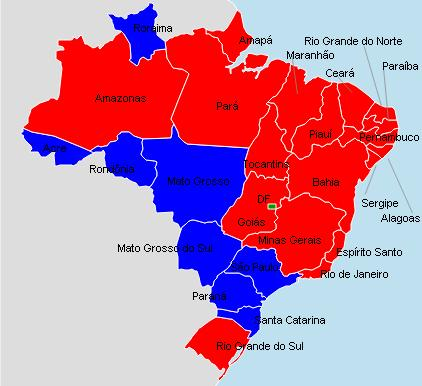 Roraima
Amapá
Rio Grande do Norte
Maranhão
Ceará
Paraíba
Amazonas
Pará
Piauí
Pernambuco
Acre
Rondônia
Tocantins
Mato Grosso
Bahia
DF
Sergipe
Goiás
Alagoas
Mato Grosso do Sul
Minas Gerais
Espírito Santo
São Paulo
Rio de Janeiro
Paraná
Santa Catarina
Rio Grande do Sul